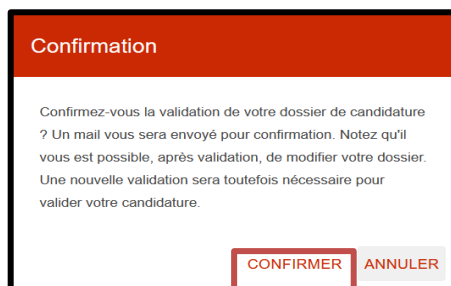 Confirmation
Confirmez-vous la validation de votre dossier de candidature
? Un mail vous sera envoyé pour confirmation. Notez qu'il
vous est possible, après validation, de modifier votre dossier.
Une nouvelle validation sera toutefois nécessaire pour
valider votre candidature.
CONFIRMER ANNULER